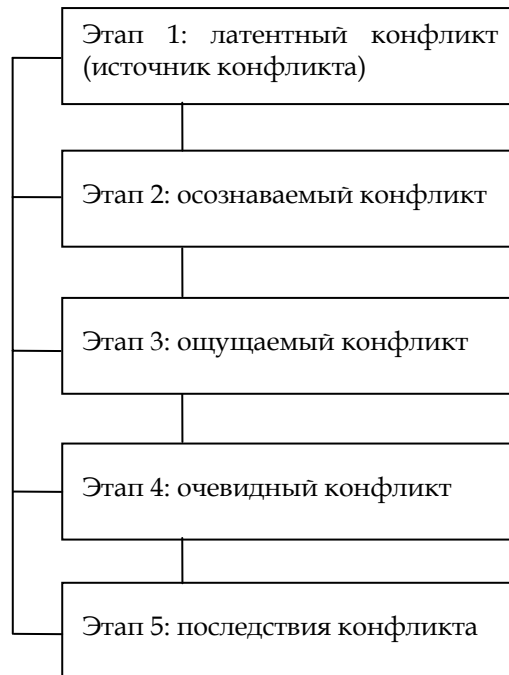 Этап 1: латентный конфликт
(источник конфликта)
Этап 2: осознаваемый конфликт
Этап 3: ощущаемый конфликт
Этап 4: очевидный конфликт
Этап 5: последствия конфликта